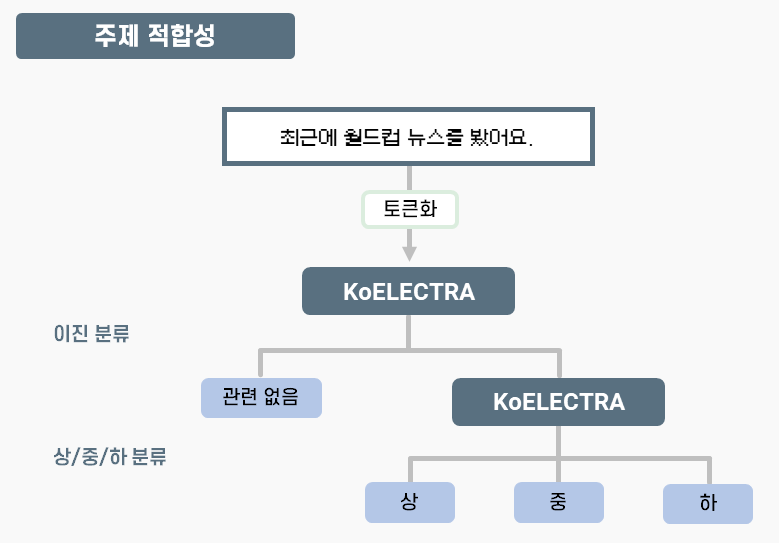 주제 적합성
최근에 월드컵 뉴스를 봤어요.
토큰화
KoELECTRA
이진 분류
관련 없음
KoELECTRA
상/중/하 분류
상
중
하